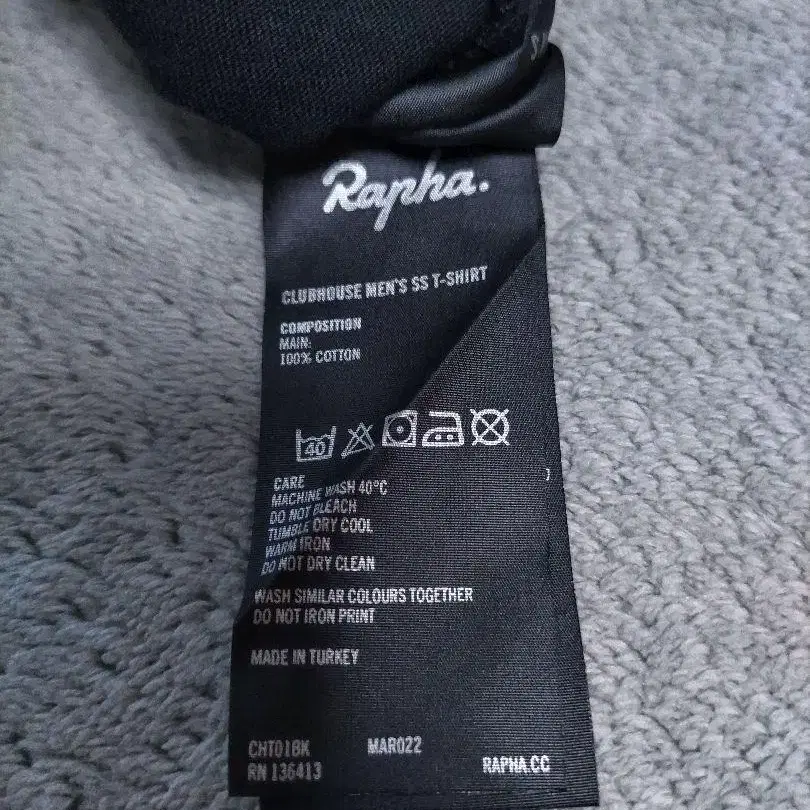 Rapha.
CLUBHOUSE MEN'S SS T-SHIRT
COMPOSITION
MAIN:
100% COTTON
40
CARE
MACHINE WASH 40°C
DO NOT BLEACH
TUMBLE DRY COOL
WARM IRON
DO NOT DRY CLEAN
WASH SIMILAR COLOURS TOGETHER
DO NOT IRON PRINT
MADE IN TURKEY
CHT01BK MAR022
RN 136413 RAPHA.CC